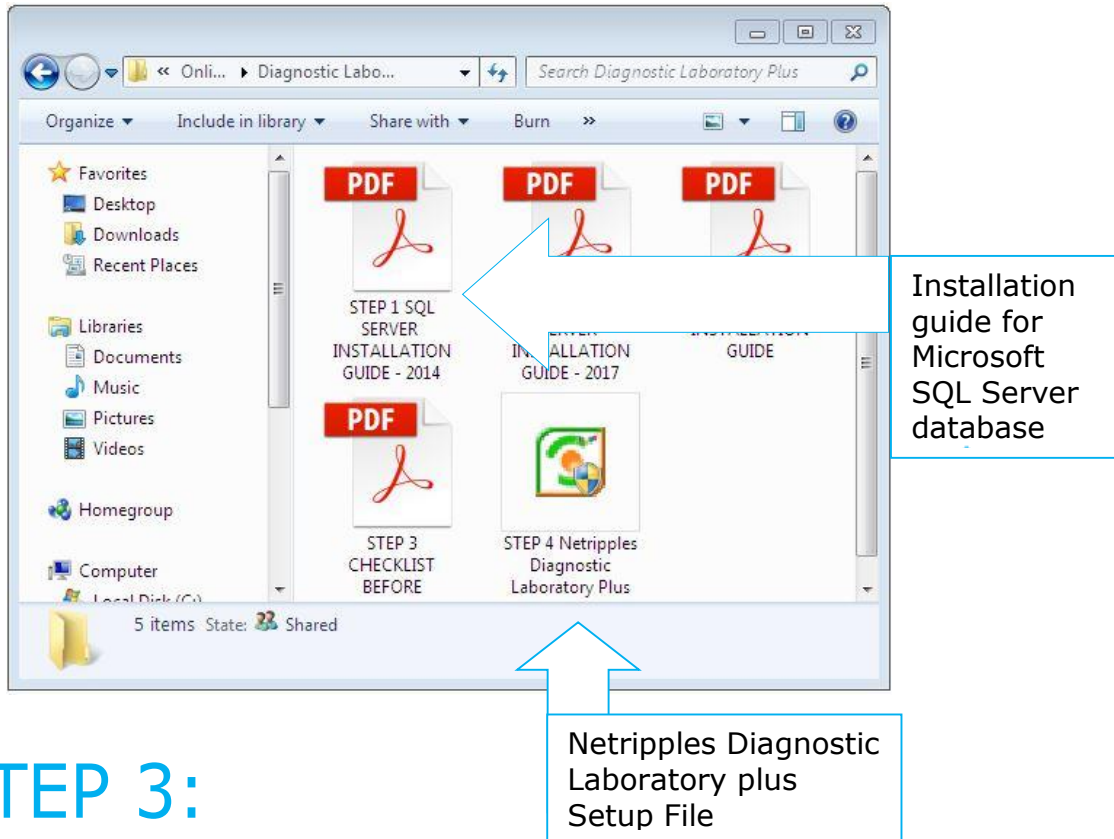 « Onli... Diagnostic Labo...
Search Diagnostic Laboratory Plus
Organize
Include in library
Share with
Burn
»
Favorites
Desktop
Downloads
Recent Places
Libraries
Documents
Music
Pictures
Videos
Homegroup
Computer
Local Disk (C:)
PDF
STEP 1 SQL
SERVER
INSTALLATION
GUIDE - 2014
PDF
GUIDE - 2017
PDF
GUIDE
PDF
STEP 3
CHECKLIST
BEFORE
STEP 4 Netripples
Diagnostic
Laboratory Plus
5 items State: Shared
Installation
guide for
Microsoft
SQL Server
database
Netripples Diagnostic
Laboratory plus
Setup File
TEP 3: